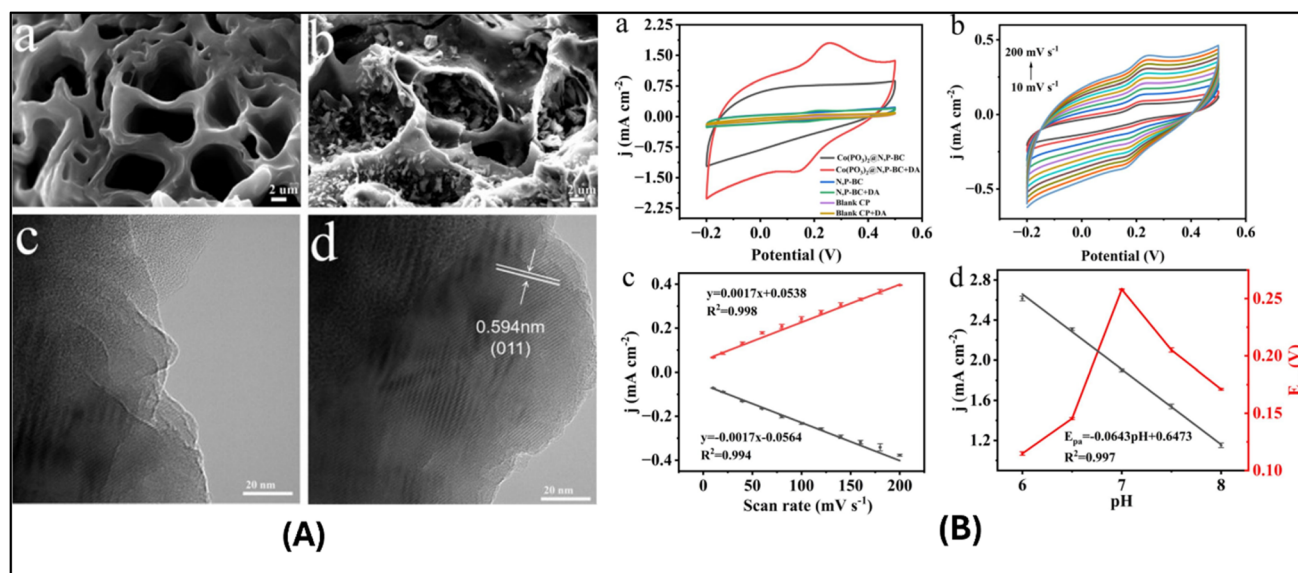 a
2 um
b
2 um
c
20 nm
d
0.594nm
(011)
20 nm
(A)
a
j (mA cm⁻²)
2.25
1.50
0.75
0.00
−0.75
−1.50
−2.25
Co(PO₃)₂@N,P-BC
Co(PO₃)₂@N,P-BC+DA
N,P-BC
N,P-BC+DA
Blank CP
Blank CP+DA
−0.2 0.0 0.2 0.4 0.6
Potential (V)
b
j (mA cm⁻²)
0.5
0.0
−0.5
200 mV s⁻¹
10 mV s⁻¹
−0.2 0.0 0.2 0.4 0.6
Potential (V)
c
j (mA cm⁻²)
0.4
0.2
0.0
−0.2
−0.4
y=0.0017x+0.0538
R²=0.998
y=-0.0017x-0.0564
R²=0.994
0 40 80 120 160 200
Scan rate (mV s⁻¹)
d
j (mA cm⁻²)
2.8
2.4
2.0
1.6
1.2
Eₚₐ=-0.0643pH+0.6473
R²=0.997
6 7 8
pH
0.25
0.20
0.15
0.10
E (V)
(B)